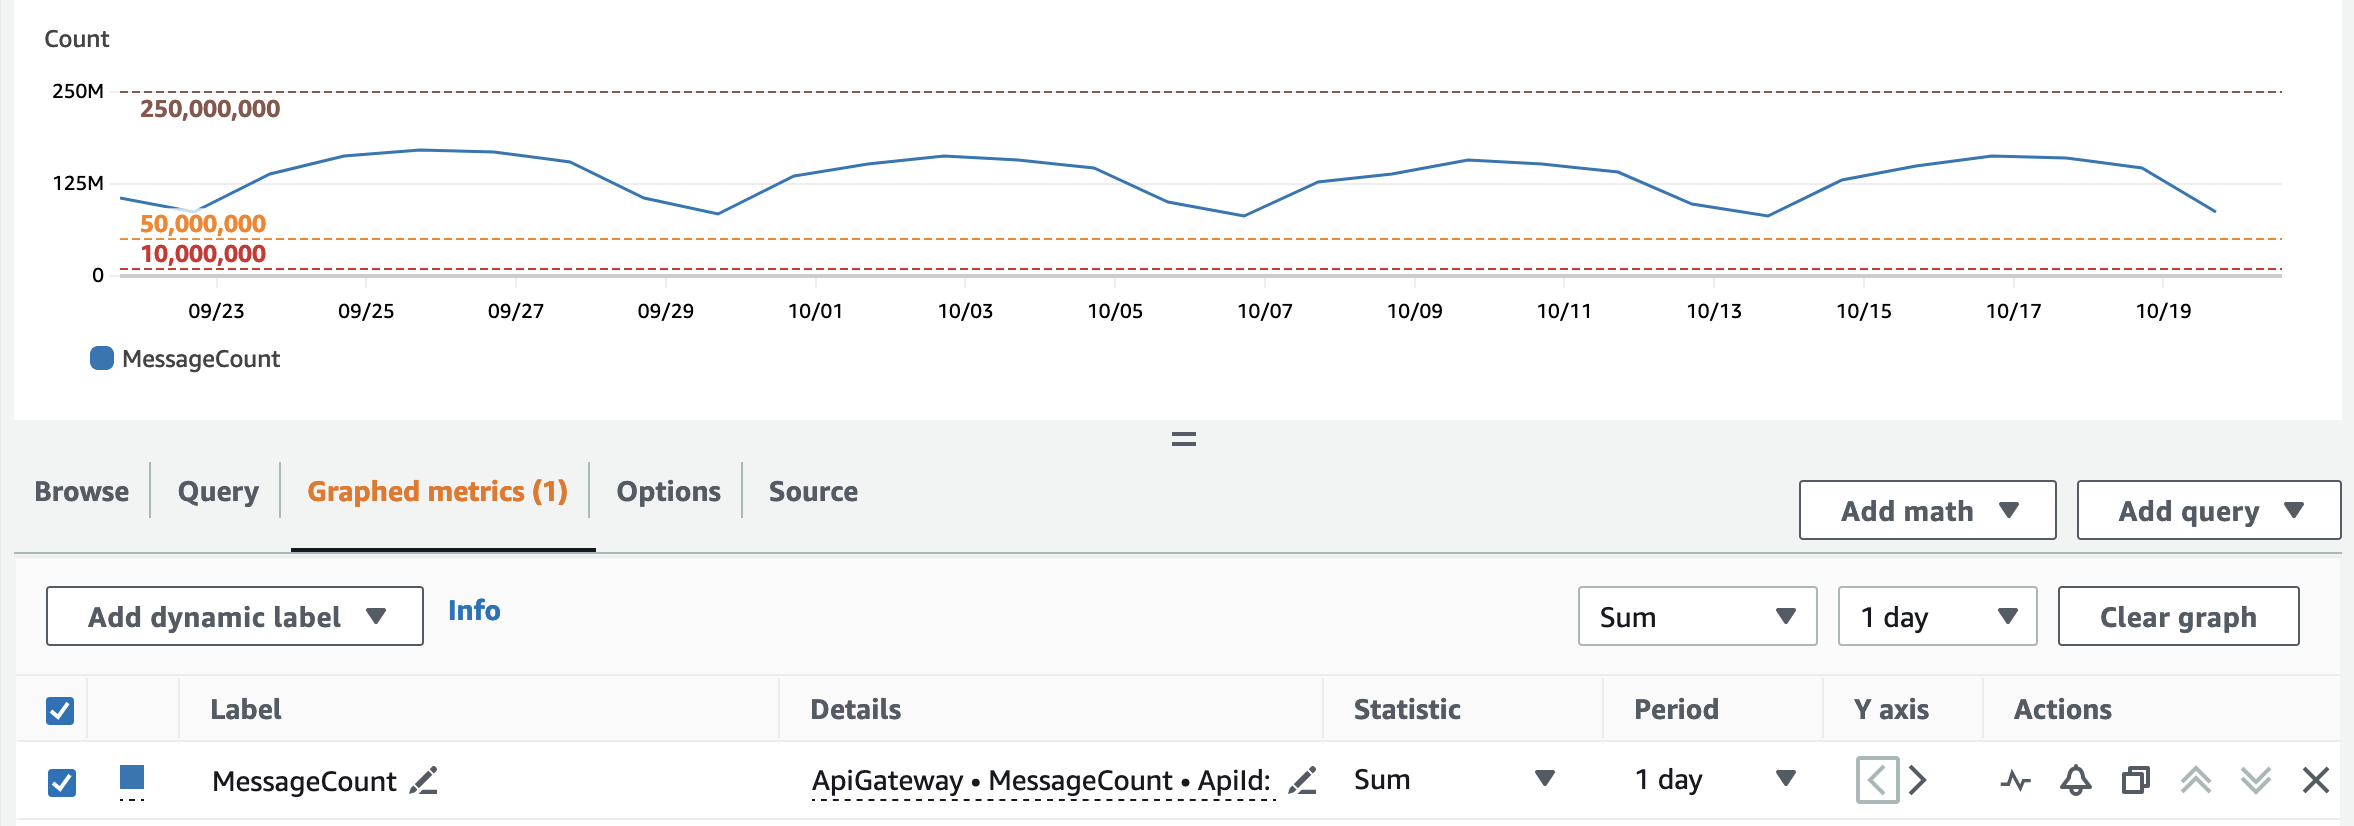 Count
250M
250,000,000
125M
50,000,000
10,000,000
0
09/23 09/25 09/27 09/29 10/01 10/03 10/05 10/07 10/09 10/11 10/13 10/15 10/17 10/19
MessageCount
Browse Query Graphed metrics (1) Options Source
Add math Add query
Add dynamic label Info Sum 1 day Clear graph
Label Details Statistic Period Y axis Actions
MessageCount ApiGateway • MessageCount • ApiId: Sum 1 day